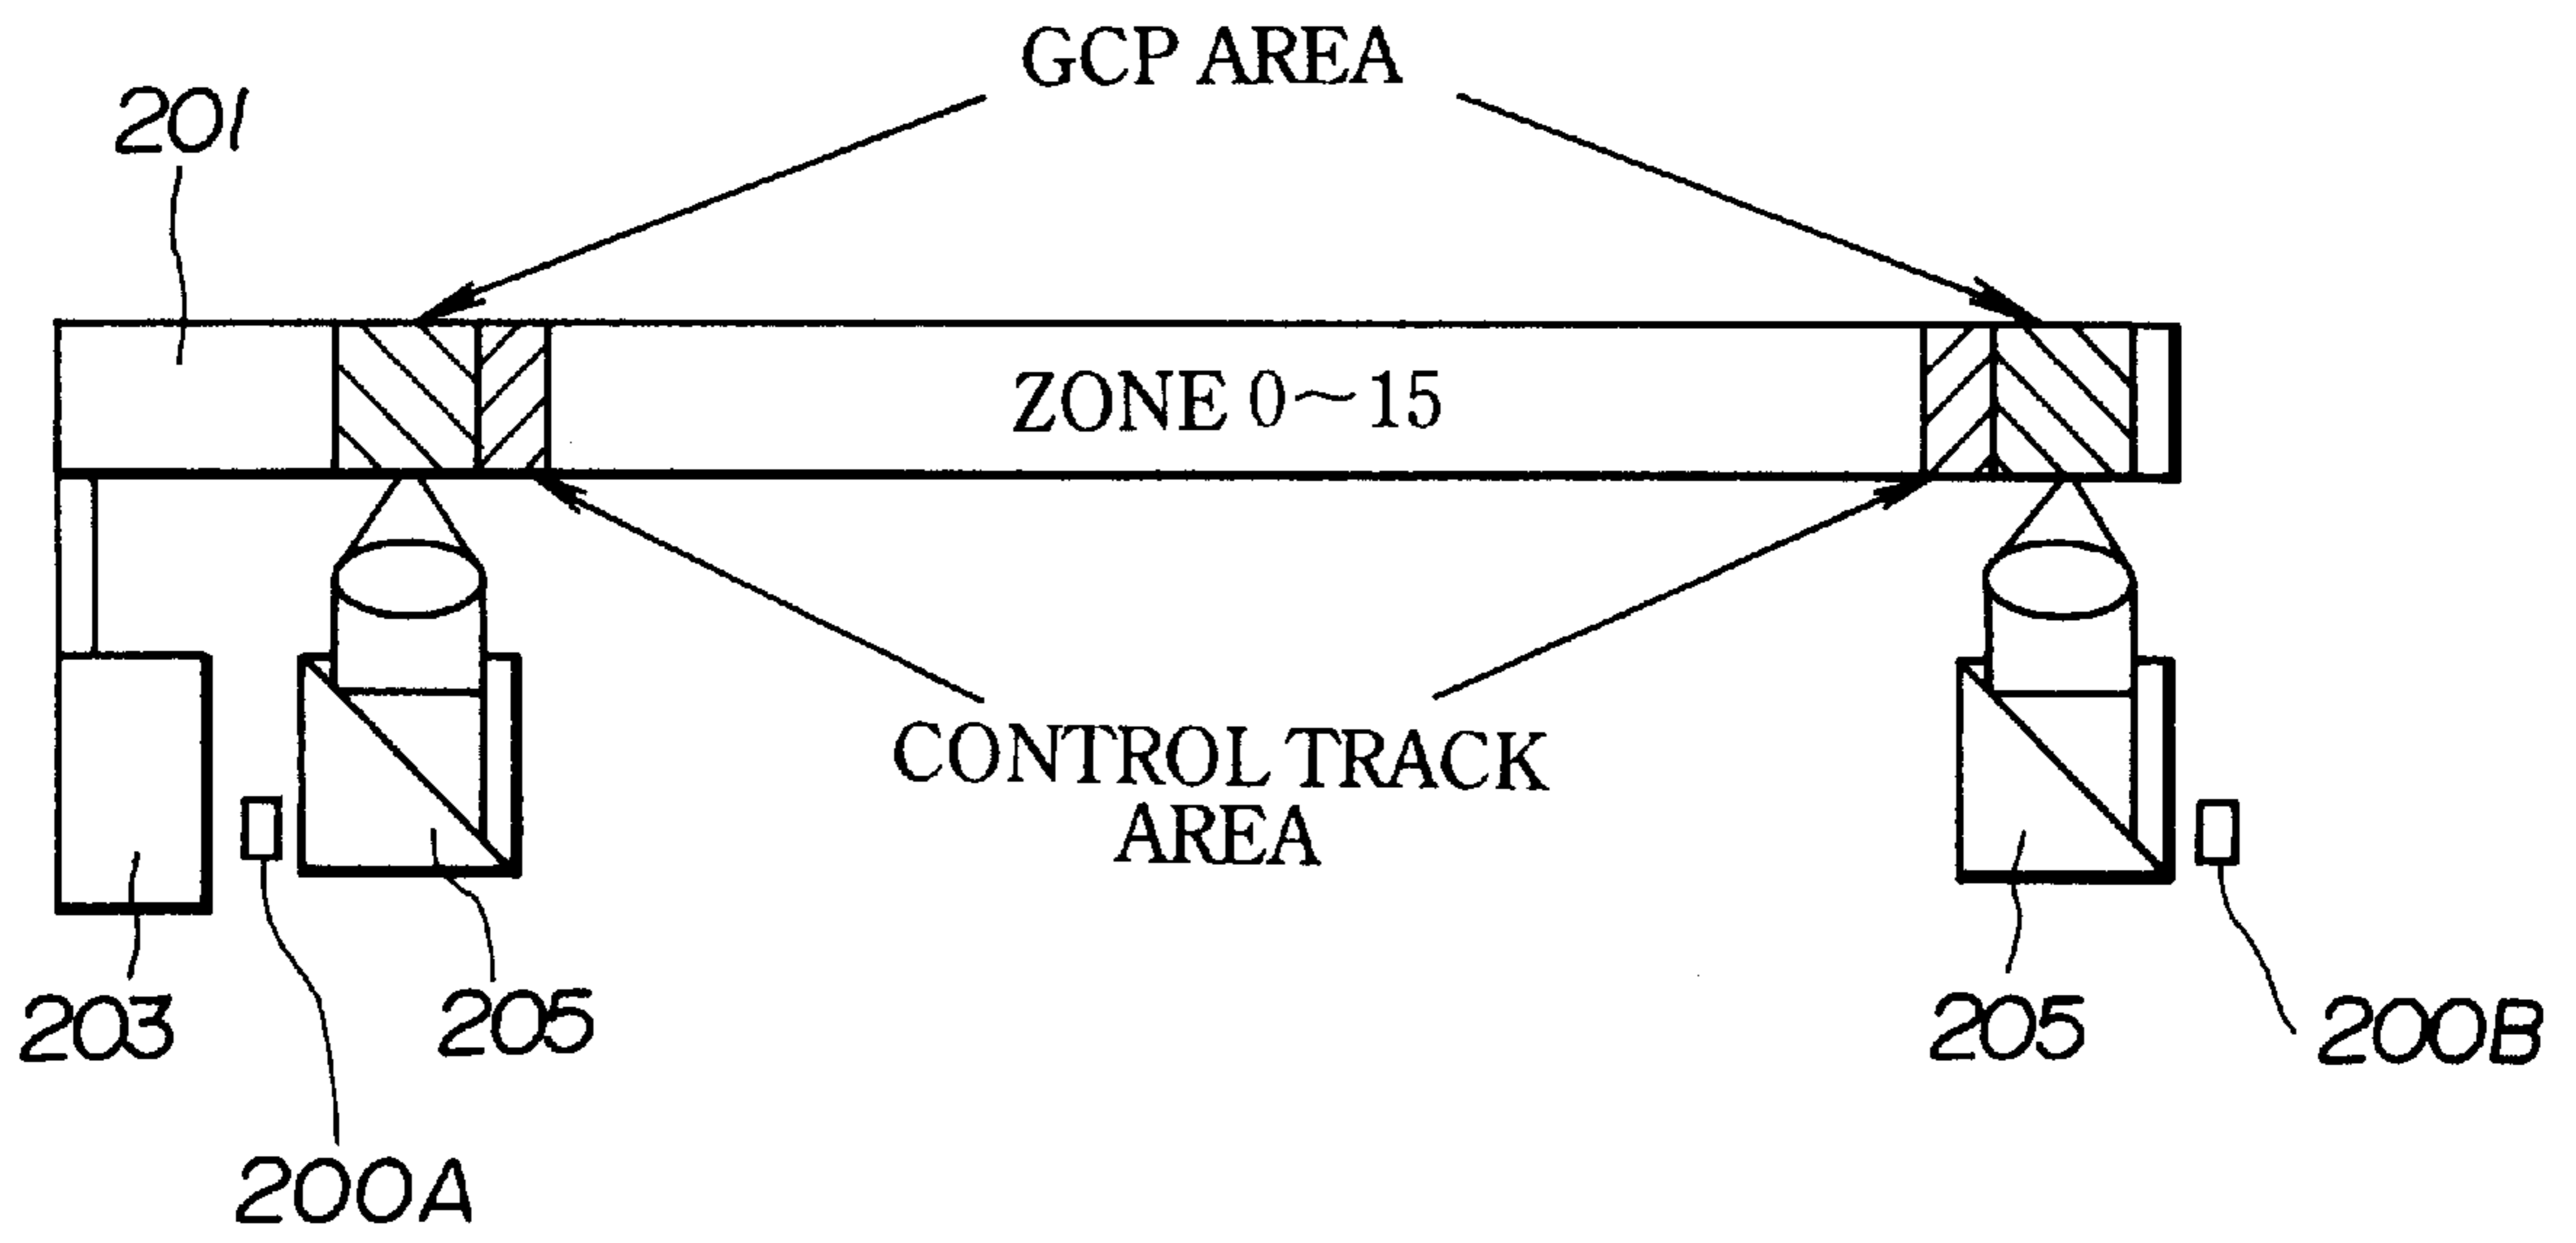 GCP AREA
201
ZONE 0～15
CONTROL TRACK
AREA
203
205
205
200B
200A